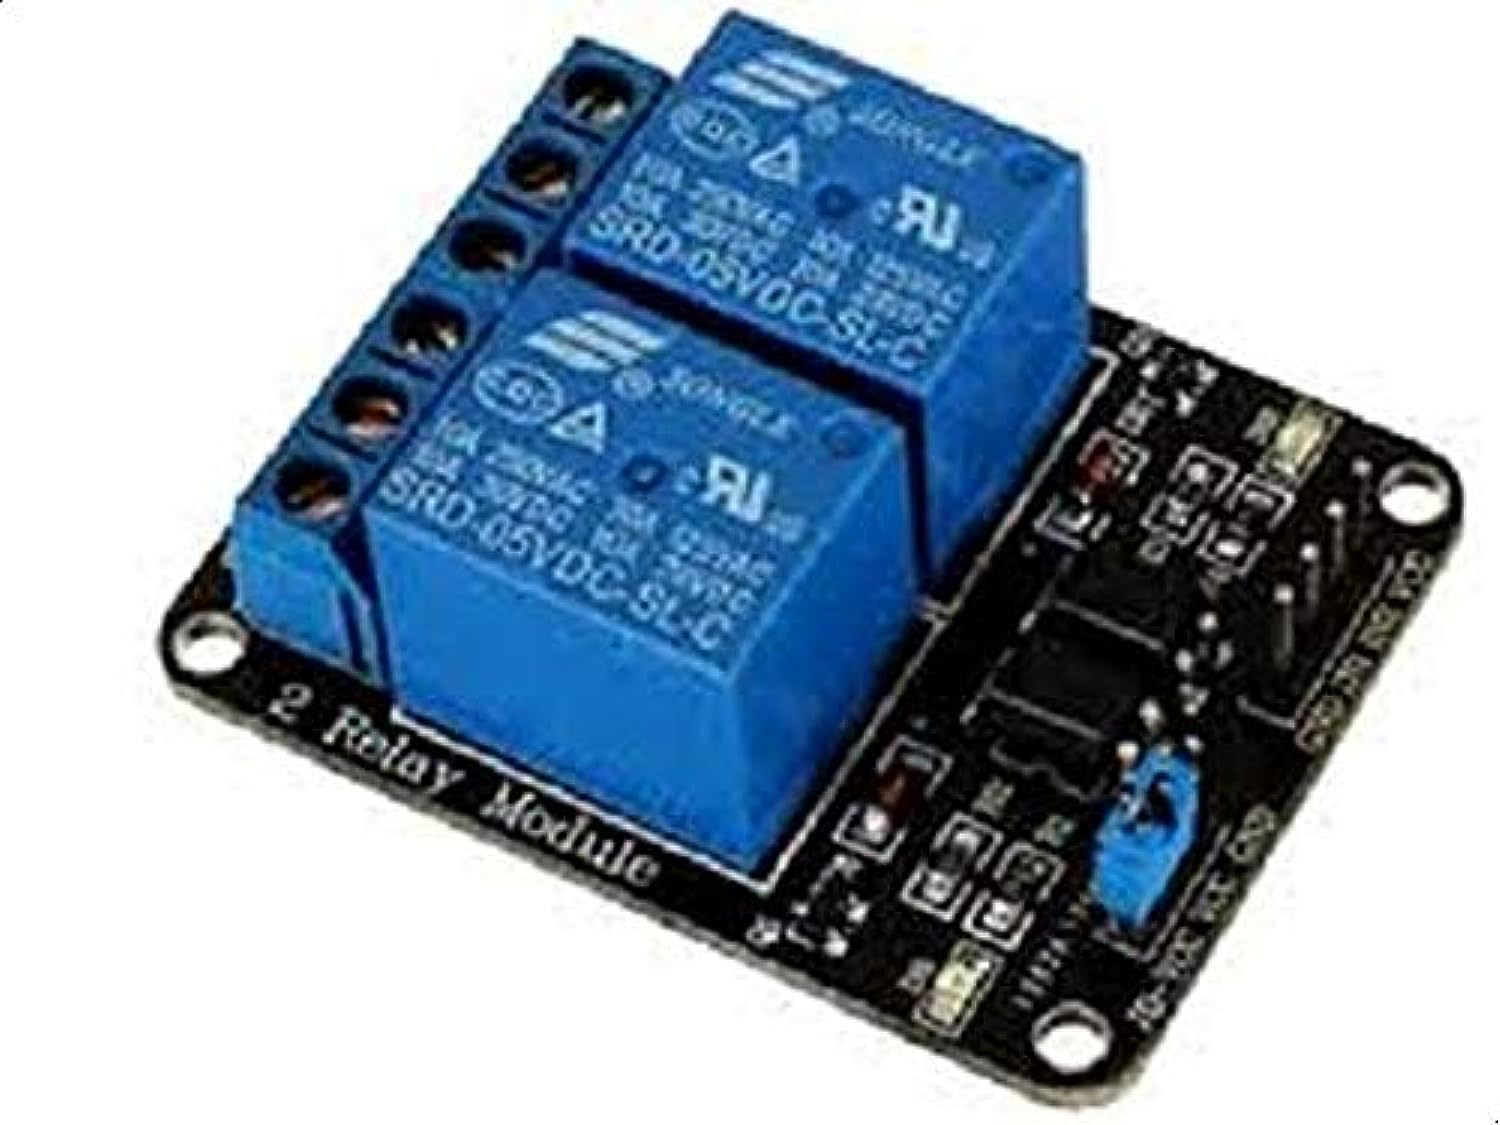 SONGLE
10A 250VAC 10A 125VAC
10A 30VDC 10A 28VDC
SRD-05VDC-SL-C
SONGLE
10A 250VAC 10A 125VAC
10A 30VDC 10A 28VDC
SRD-05VDC-SL-C
2 Relay Module
GND IN1 IN2 VCC
JD-VCC VCC GND